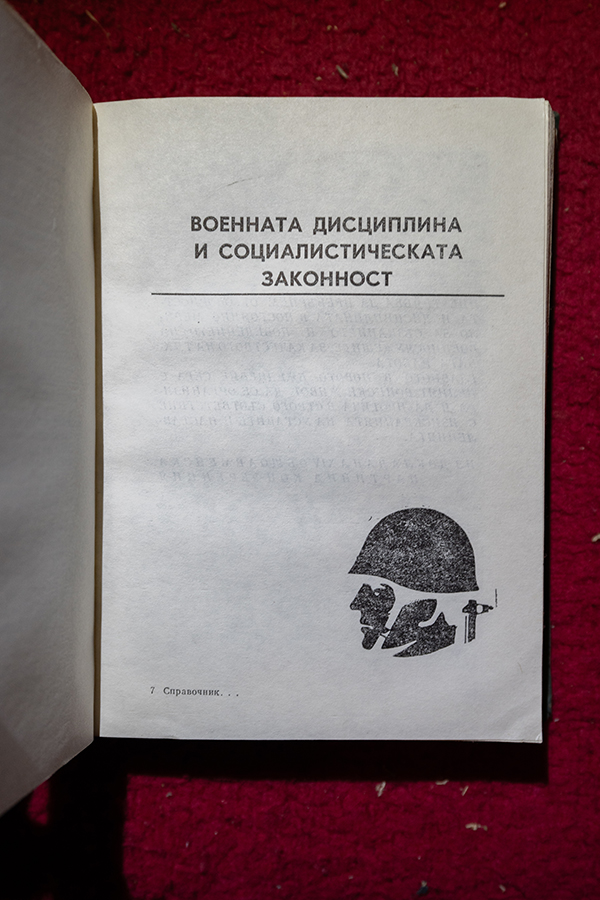 ВОЕННАТА ДИСЦИПЛИНА
И СОЦИАЛИСТИЧЕСКАТА
ЗАКОННОСТ
7 Справочник. . .